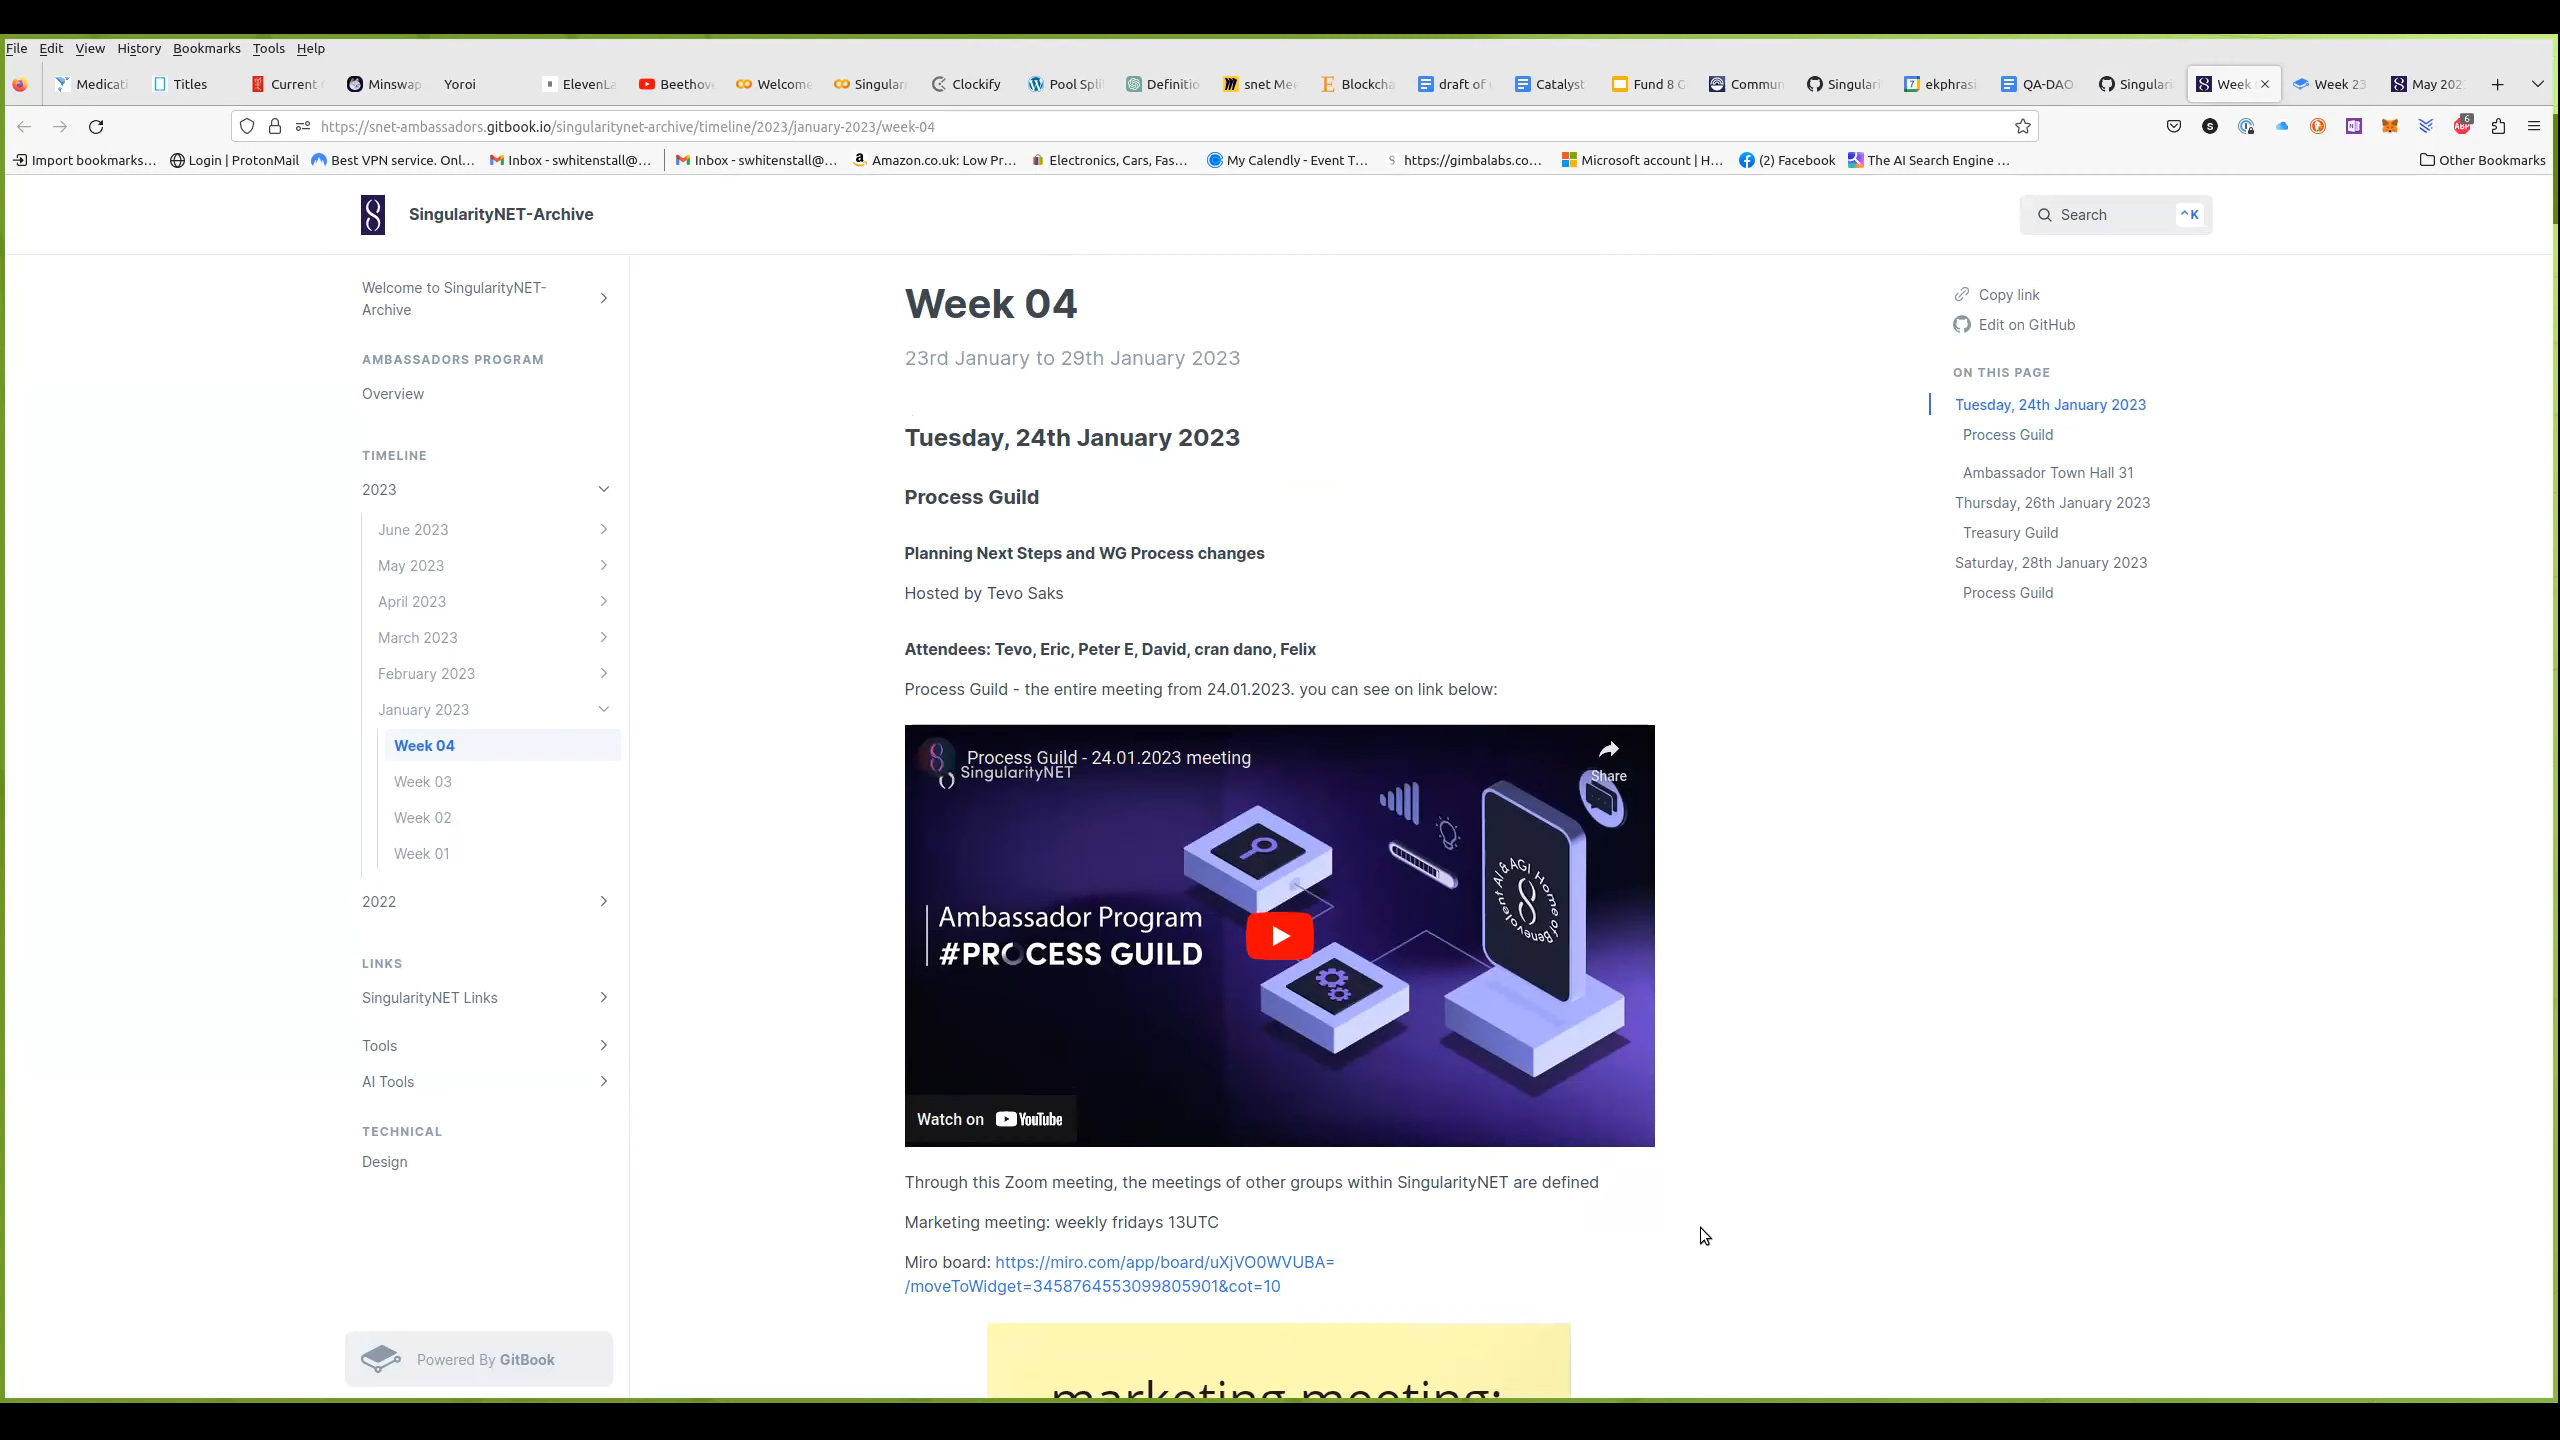 File Edit View History Bookmarks Tools Help
Medicati Titles Current Minswap Yoroi ElevenLa Beethov Welcome Singular Clockify Pool Spli Definitio snet Mee Blockcha draft of Catalyst Fund 8 G Commun Singulari ekphrasi QA-DAO Singulari Week Week 23 May 202
https://snet-ambassadors.gitbook.io/singularitynet-archive/timeline/2023/january-2023/week-04
Import bookmarks... Login | ProtonMail Best VPN service. Onl... Inbox - swhitenstall@... Inbox - swhitenstall@... Amazon.co.uk: Low Pr... Electronics, Cars, Fas... My Calendly - Event T... https://gimbalabs.co... Microsoft account | H... (2) Facebook The AI Search Engine ... Other Bookmarks
SingularityNET-Archive
Search ^K
Welcome to SingularityNET-
Archive
AMBASSADORS PROGRAM
Overview
TIMELINE
2023
June 2023
May 2023
April 2023
March 2023
February 2023
January 2023
Week 04
Week 03
Week 02
Week 01
2022
LINKS
SingularityNET Links
Tools
AI Tools
TECHNICAL
Design
Powered By GitBook
Week 04
23rd January to 29th January 2023
Tuesday, 24th January 2023
Process Guild
Planning Next Steps and WG Process changes
Hosted by Tevo Saks
Attendees: Tevo, Eric, Peter E, David, cran dano, Felix
Process Guild - the entire meeting from 24.01.2023. you can see on link below:
Process Guild - 24.01.2023 meeting
SingularityNET
Share
AI & AGI Home of Benevolent
Ambassador Program
#PROCESS GUILD
Watch on YouTube
Through this Zoom meeting, the meetings of other groups within SingularityNET are defined
Marketing meeting: weekly fridays 13UTC
Miro board: https://miro.com/app/board/uXjVO0WVUBA=
/moveToWidget=3458764553099805901&cot=10
marketing meeting:
Copy link
Edit on GitHub
ON THIS PAGE
Tuesday, 24th January 2023
Process Guild
Ambassador Town Hall 31
Thursday, 26th January 2023
Treasury Guild
Saturday, 28th January 2023
Process Guild